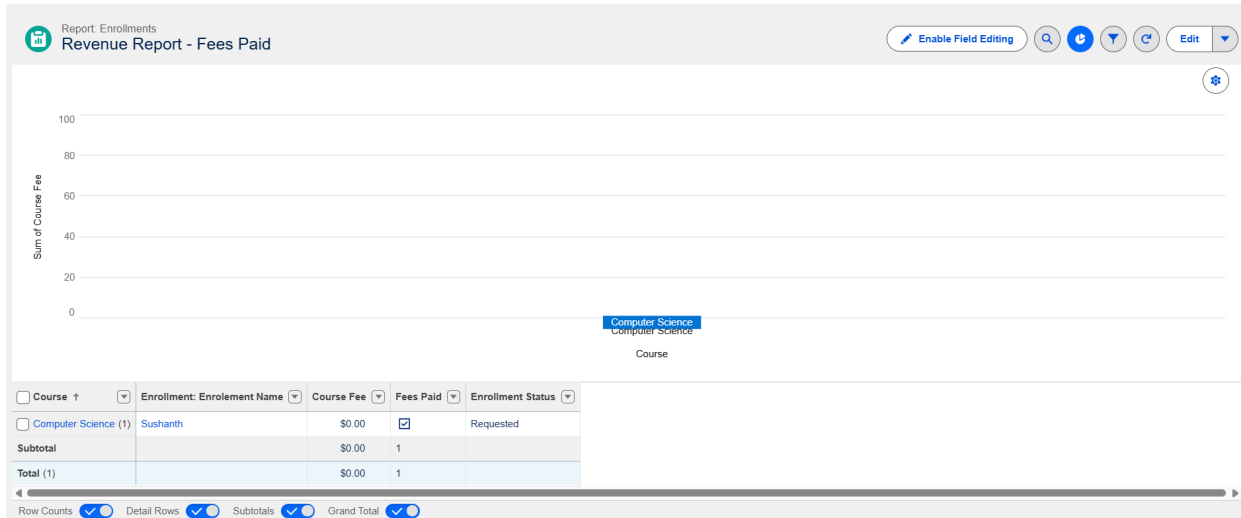 Report: Enrollments
Revenue Report - Fees Paid
Enable Field Editing
Edit
100
80
60
40
20
0
Sum of Course Fee
Computer Science
Computer Science
Course
Course ↑ Enrollment: Enrolement Name Course Fee Fees Paid Enrollment Status
Computer Science (1) Sushanth $0.00 Requested
Subtotal $0.00 1
Total (1) $0.00 1
Row Counts Detail Rows Subtotals Grand Total